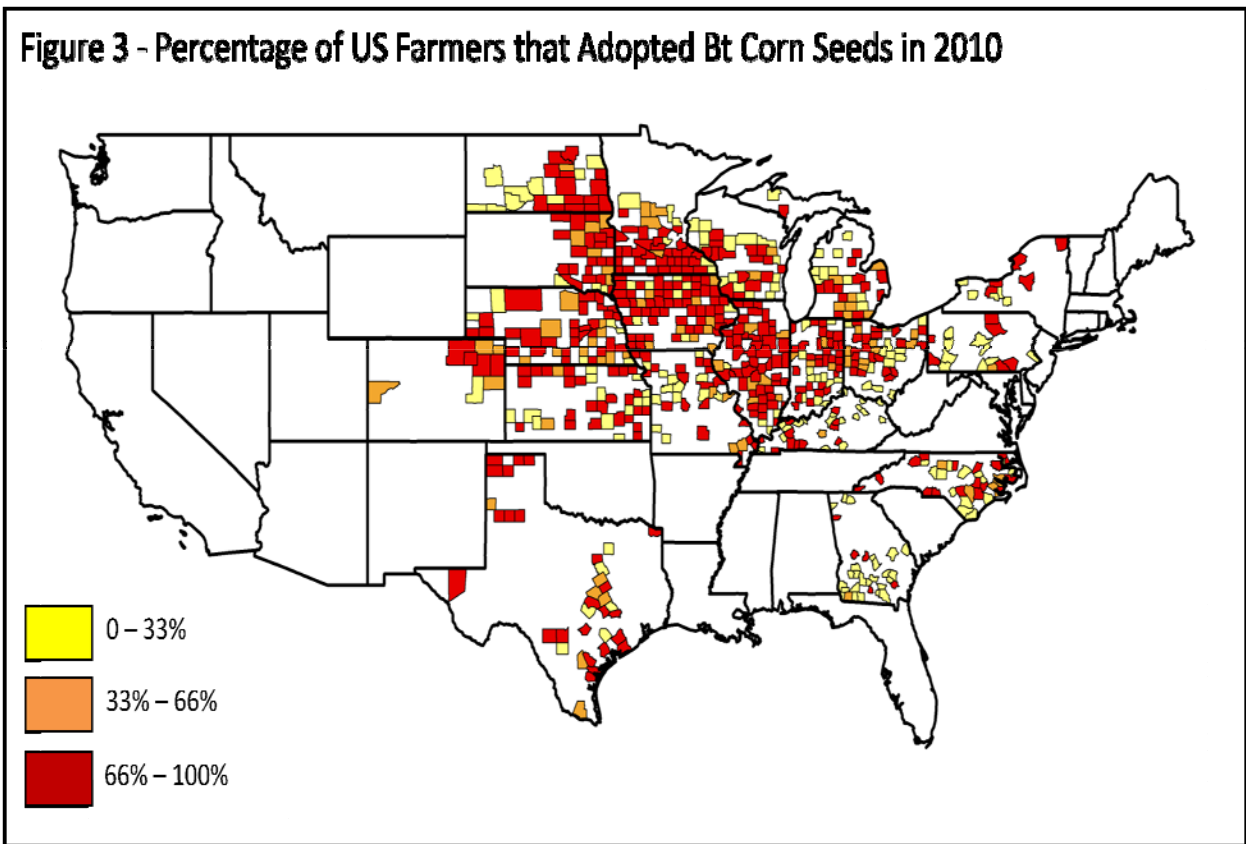 Figure 3 - Percentage of US Farmers that Adopted Bt Corn Seeds in 2010
0 – 33%
33% – 66%
66% – 100%